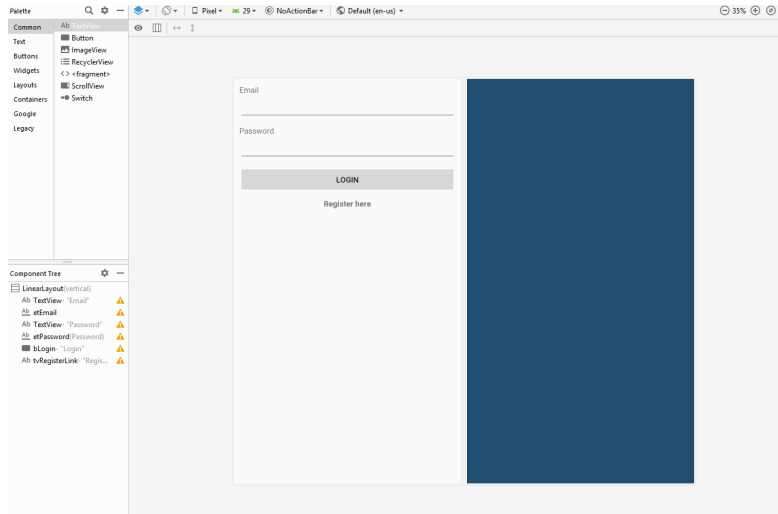 Palette
Pixel 29 NoActionBar Default (en-us) 35%
Common
Text
Buttons
Widgets
Layouts
Containers
Google
Legacy
Ab TextView
Button
ImageView
RecyclerView
<> <fragment>
ScrollView
Switch
Email
Password
LOGIN
Register here
Component Tree
LinearLayout(vertical)
Ab TextView- "Email"
Ab etEmail
Ab TextView- "Password"
Ab etPassword(Password)
bLogin- "Login"
Ab tvRegisterLink- "Regis...